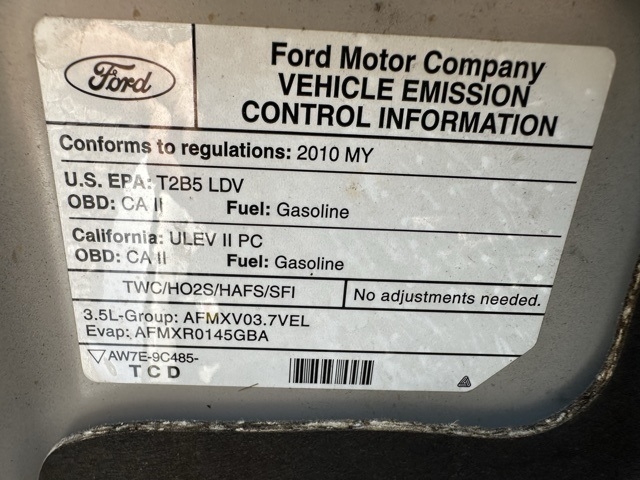 Ford
Ford Motor Company
VEHICLE EMISSION
CONTROL INFORMATION
Conforms to regulations: 2010 MY
U.S. EPA: T2B5 LDV
OBD: CA II Fuel: Gasoline
California: ULEV II PC
OBD: CA II Fuel: Gasoline
TWC/HO2S/HAFS/SFI
No adjustments needed.
3.5L-Group: AFMXV03.7VEL
Evap: AFMXR0145GBA
AW7E-9C485-
T C D